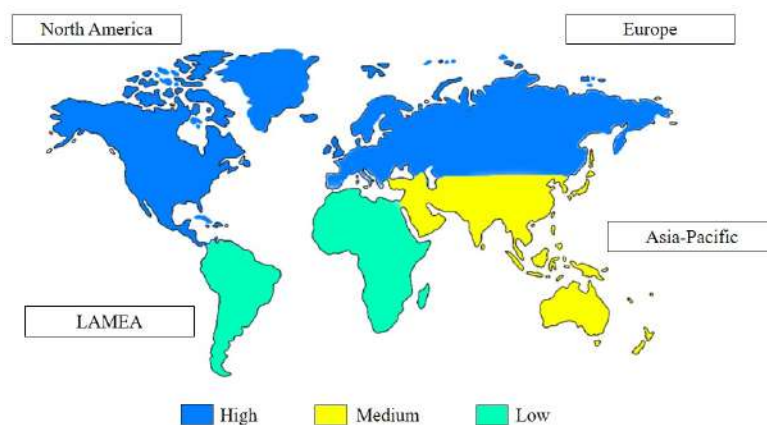 North America
Europe
Asia-Pacific
LAMEA
High
Medium
Low